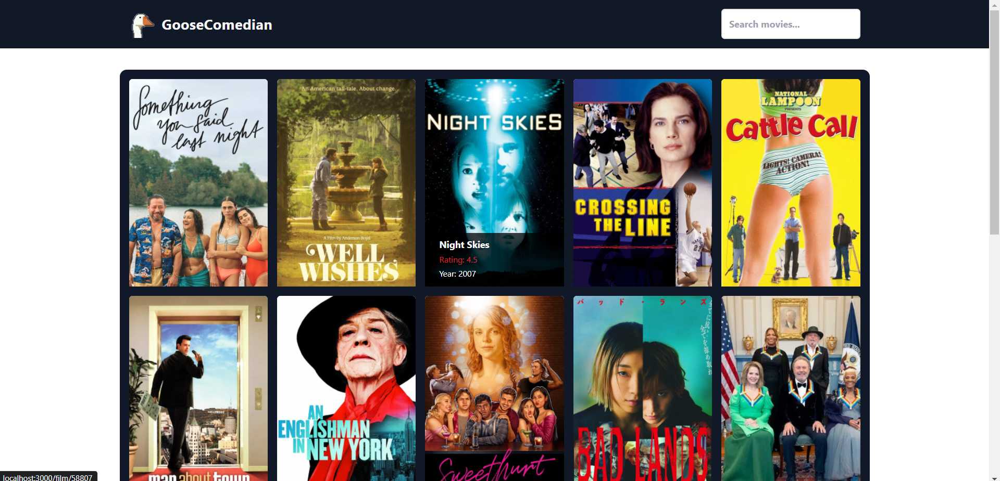 GooseComedian
Search movies...
Something
you said
last night
An American tall-tale. About change.
A Film By Anderson Boyd
WELL
WISHES
NIGHT SKIES
Night Skies
Rating: 4.5
Year: 2007
CROSSING
THE LINE
23
NATIONAL
LAMPOON
PRESENTS
Cattle Call
LIGHTS! CAMERA!
ACTION!
HOLLYWOOD
man about town
AN
ENGLISHMAN
IN NEW YORK
Sweethurt
バッド・ランズ
BAD LANDS
localhost:3000/film/58807